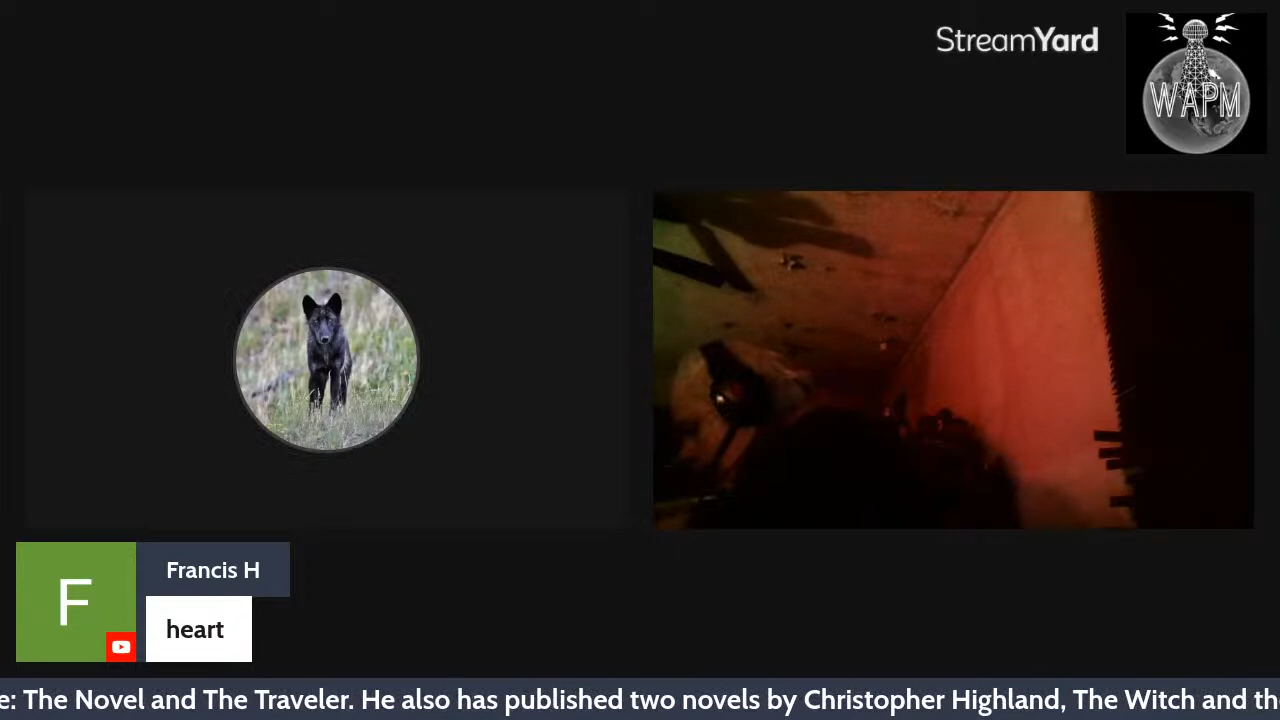 StreamYard
WAPM
F
Francis H
heart
e: The Novel and The Traveler. He also has published two novels by Christopher Highland, The Witch and th